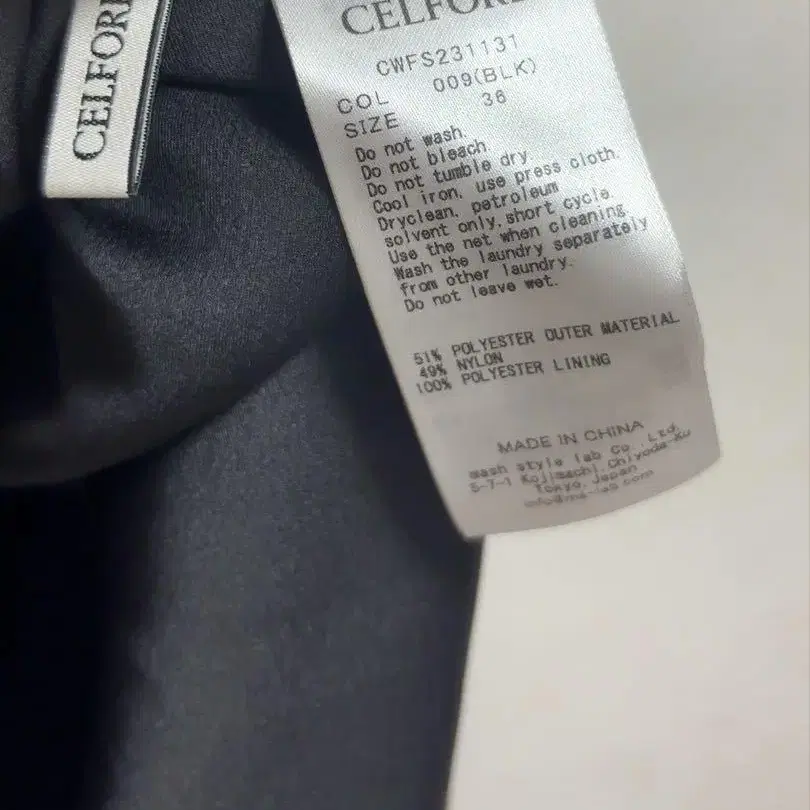 CELFOR
CELFORD
CWFS231131
COL 009(BLK)
SIZE 36
Do not wash.
Do not bleach.
Do not tumble dry.
Cool iron, use press cloth.
Dryclean, petroleum
solvent only, short cycle.
Use the net when cleaning.
Wash the laundry separately
from other laundry.
Do not leave wet.
51% POLYESTER OUTER MATERIAL
49% NYLON
100% POLYESTER LINING
MADE IN CHINA
mash style lab Co., Ltd.
5-7-1 Kojimachi, Chiyoda-Ku
Tokyo, Japan